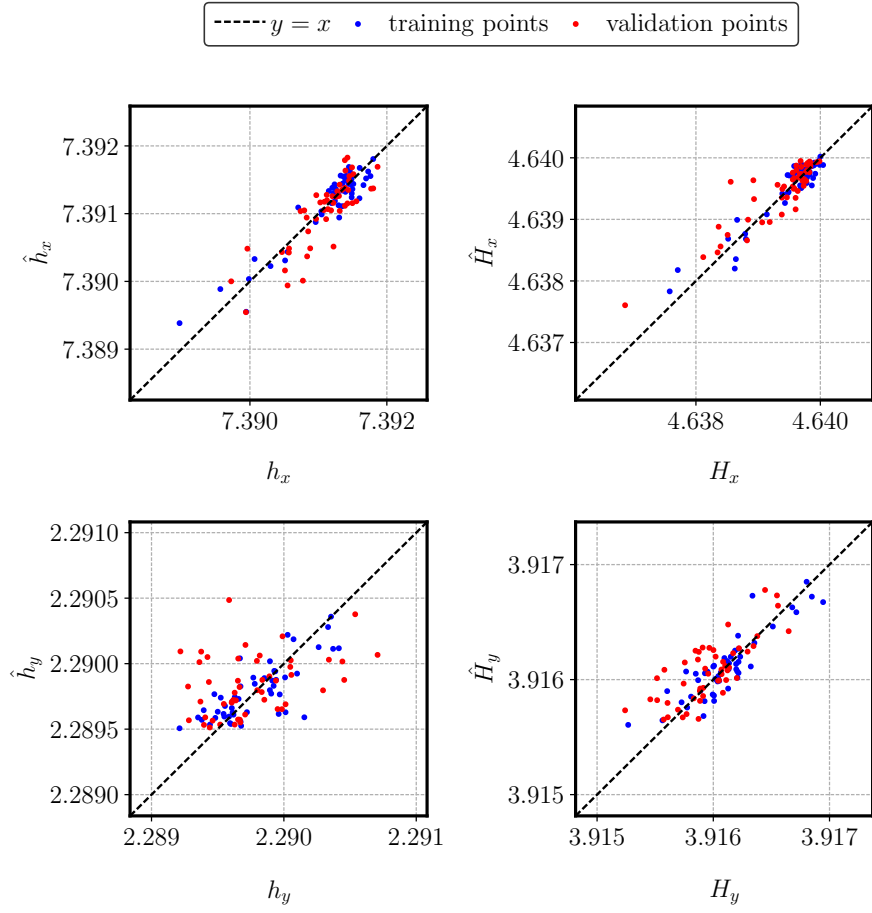 y = x training points validation points
7.392
7.391
7.390
7.389
ĥ_x
7.390 7.392
h_x
4.640
4.639
4.638
4.637
Ĥ_x
4.638 4.640
H_x
2.2910
2.2905
2.2900
2.2895
2.2890
ĥ_y
2.289 2.290 2.291
h_y
3.917
3.916
3.915
Ĥ_y
3.915 3.916 3.917
H_y